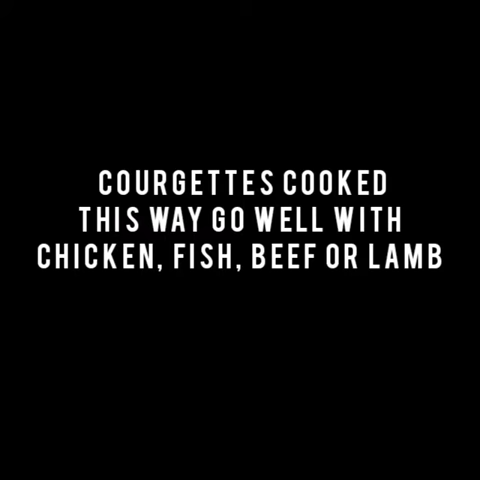 COURGETTES COOKED
THIS WAY GO WELL WITH
CHICKEN, FISH, BEEF OR LAMB